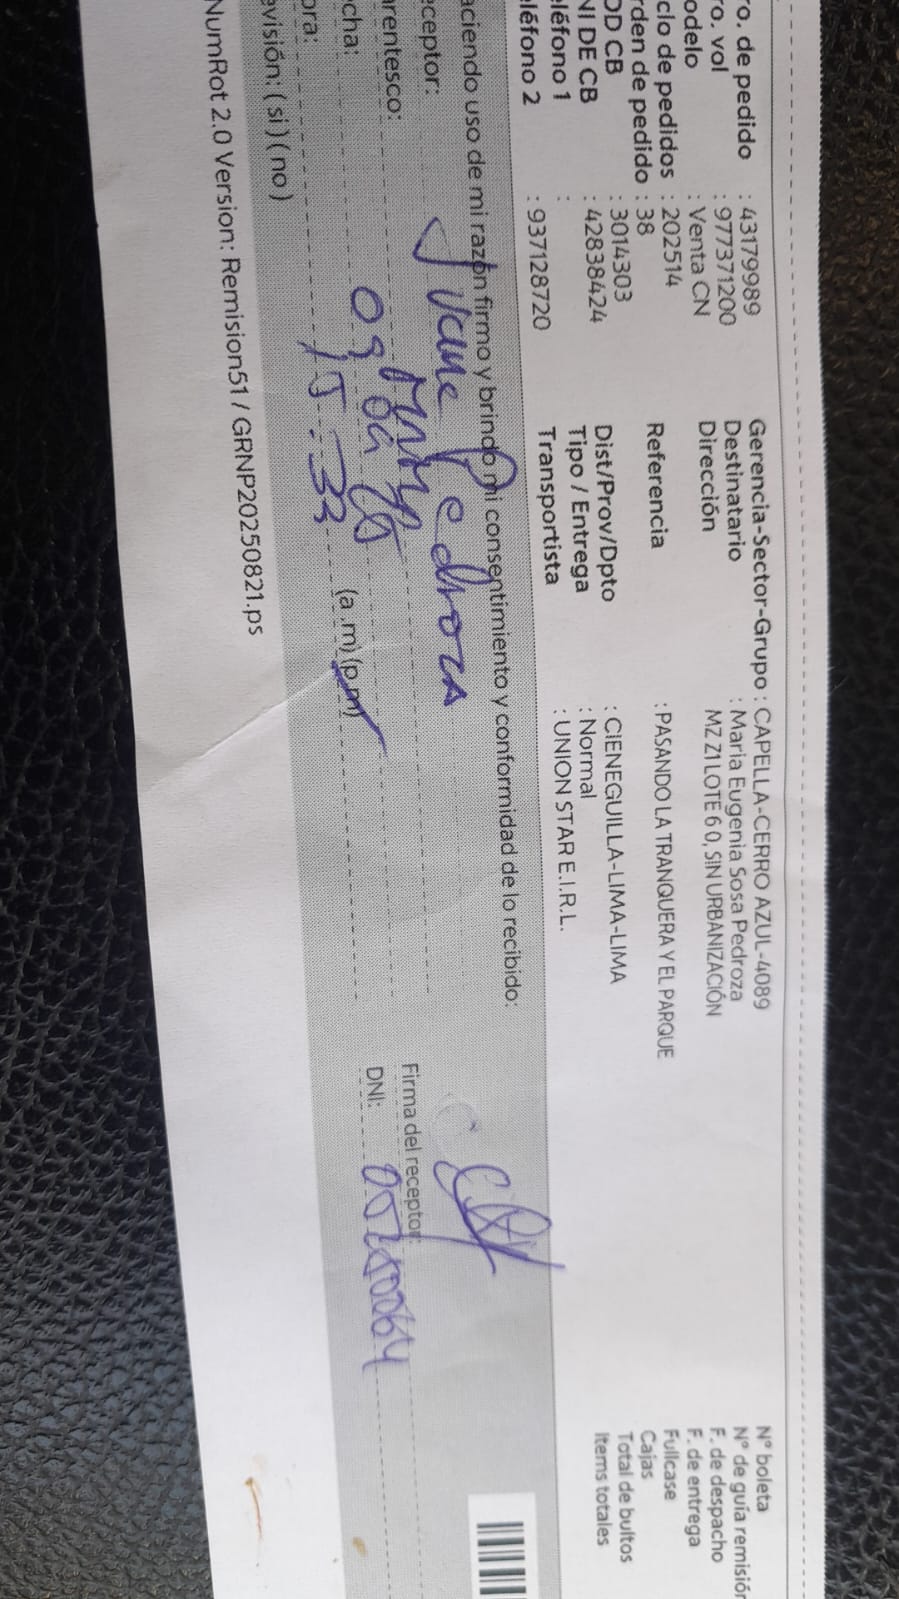 ro. de pedido : 43179989
ro. vol : 977371200
odelo : Venta CN
clo de pedidos : 202514
rden de pedido : 38
OD CB : 3014303
NI DE CB : 42838424
eléfono 1 :
eléfono 2 : 937128720
Gerencia-Sector-Grupo : CAPELLA-CERRO AZUL-4089
Destinatario : Maria Eugenia Sosa Pedroza
Dirección MZ Z1 LOTE 6 0, SIN URBANIZACIÓN
Referencia : PASANDO LA TRANQUERA Y EL PARQUE
Dist/Prov/Dpto : CIENEGUILLA-LIMA-LIMA
Tipo / Entrega : Normal
Transportista : UNION STAR E.I.R.L.
N° boleta
N° de guía remisión
F. de despacho
F. de entrega
Fullcase
Cajas
Total de bultos
Items totales
aciendo uso de mi razón firmo y brindo mi consentimiento y conformidad de lo recibido:
eceptor: Pedroza
arentesco:
echa:
ora: 15:33 (a.m) (p.m)
evisión: ( si ) ( no )
Firma del receptor:
DNI:
NumRot 2.0 Version: Remision51 / GRNP20250821.ps